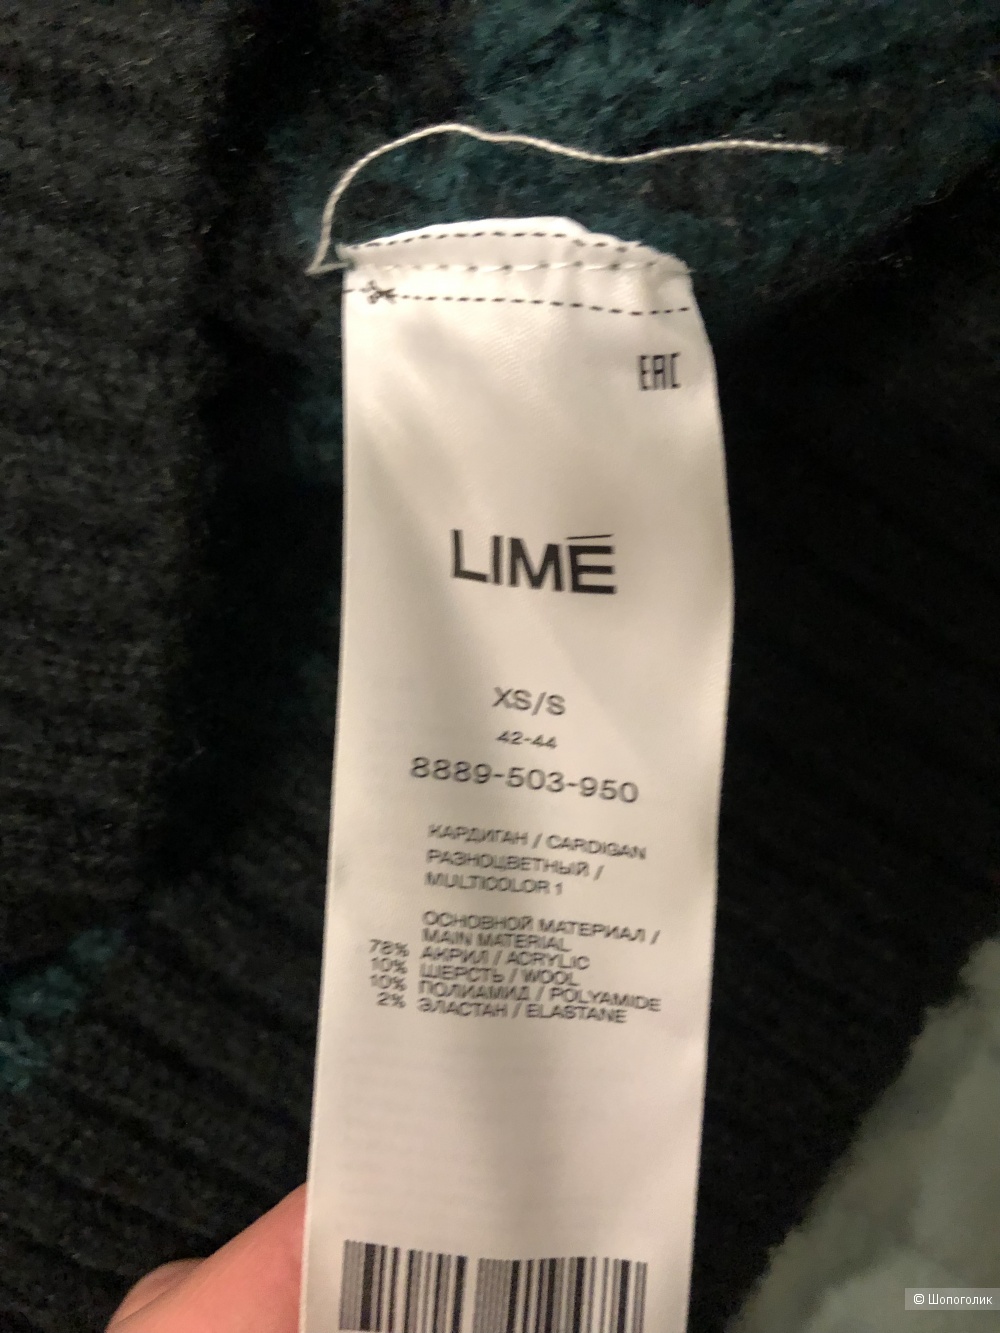 EAC
LIMÉ
XS/S
42-44
8889-503-950
КАРДИГАН / CARDIGAN
РАЗНОЦВЕТНЫЙ /
MULTICOLOR 1
ОСНОВНОЙ МАТЕРИАЛ /
MAIN MATERIAL
78% АКРИЛ / ACRYLIC
10% ШЕРСТЬ / WOOL
10% ПОЛИАМИД / POLYAMIDE
2% ЭЛАСТАН / ELASTANE
© Шопоголик